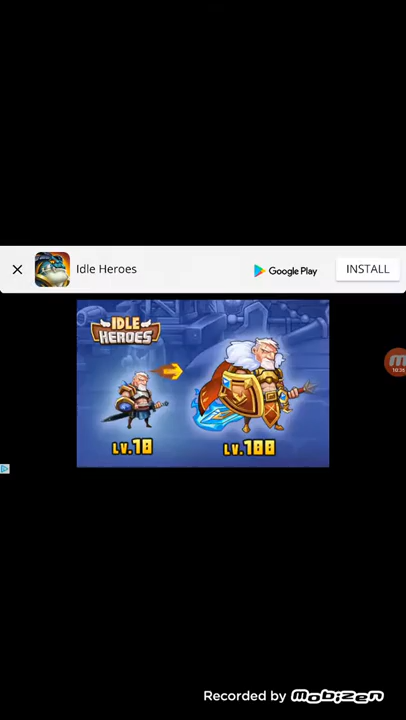 Idle Heroes
Google Play
INSTALL
IDLE
HEROES
LV.10
LV.100
Recorded by MOBIZEN